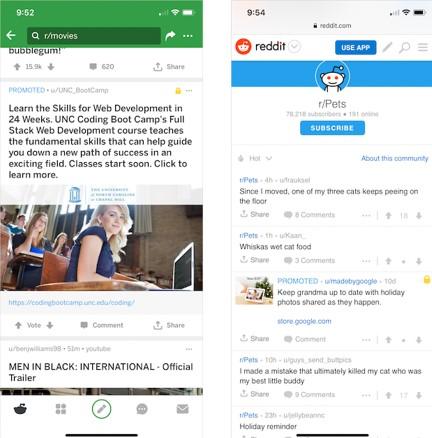 9:52
r/movies
bubblegum!"
15.9k
620
Share
PROMOTED • u/UNC_BootCamp
Learn the Skills for Web Development in
24 Weeks. UNC Coding Boot Camp's Full
Stack Web Development course teaches
the fundamental skills that can help guide
you down a new path of success in an
exciting field. Classes start soon. Click to
learn more.
THE UNIVERSITY
of NORTH CAROLINA
at CHAPEL HILL
https://codingbootcamp.unc.edu/coding/
Vote
Comment
Share
u/benjwilliams98 • 51m • youtube
MEN IN BLACK: INTERNATIONAL - Official
Trailer
9:54
reddit.com
reddit
USE APP
r/Pets
78,218 subscribers • 191 online
SUBSCRIBE
Hot
About this community
r/Pets • 4h • u/frauksel
Since I moved, one of my three cats keeps peeing on
the floor
Share
8 Comments
18
r/Pets • 1h • u/Kaan_
Whiskas wet cat food
Share
3 Comments
PROMOTED • u/madebygoogle • 10d
Keep grandma up to date with holiday
photos shared as they happen.
store.google.com
Share
Comment
r/Pets • 10h • u/guys_send_buttpics
I made a mistake that ultimately killed my cat who was
my best little buddy
Share
9 Comments
17
r/Pets • 23h • u/jellybeannc
Holiday reminder